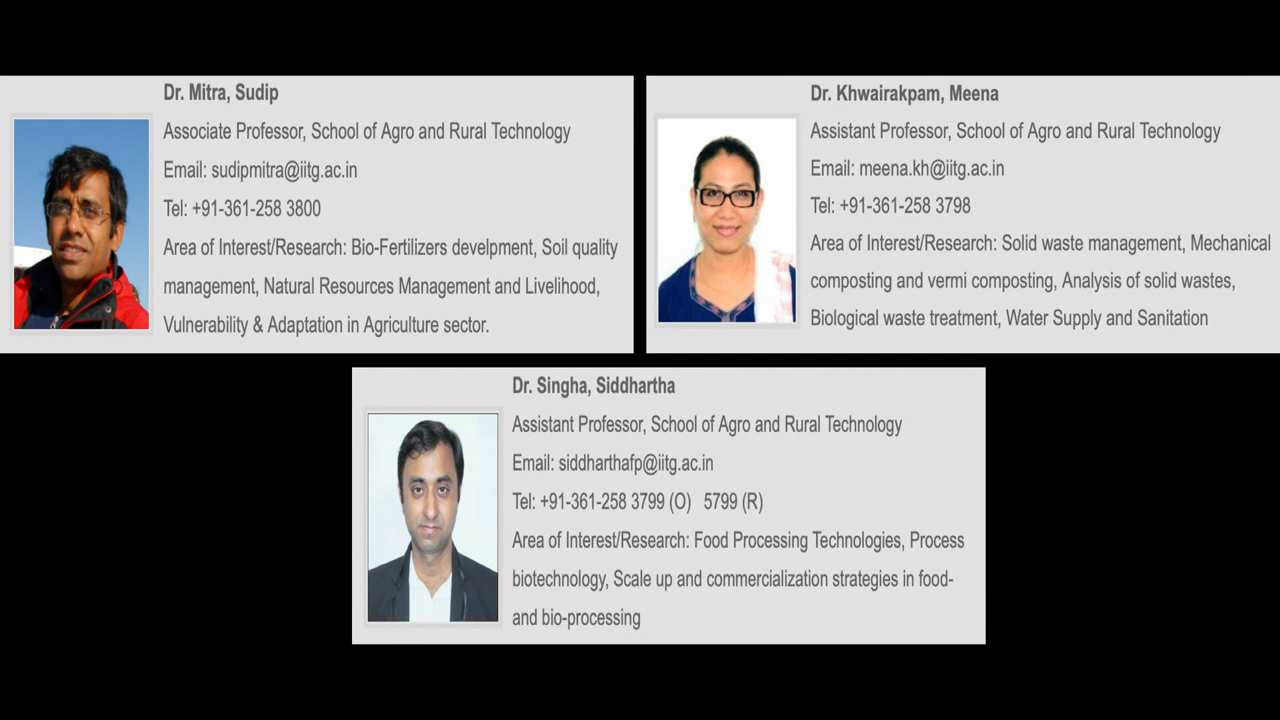 Dr. Mitra, Sudip
Associate Professor, School of Agro and Rural Technology
Email: sudipmitra@iitg.ac.in
Tel: +91-361-258 3800
Area of Interest/Research: Bio-Fertilizers develpment, Soil quality
management, Natural Resources Management and Livelihood,
Vulnerability & Adaptation in Agriculture sector.
Dr. Khwairakpam, Meena
Assistant Professor, School of Agro and Rural Technology
Email: meena.kh@iitg.ac.in
Tel: +91-361-258 3798
Area of Interest/Research: Solid waste management, Mechanical
composting and vermi composting, Analysis of solid wastes,
Biological waste treatment, Water Supply and Sanitation
Dr. Singha, Siddhartha
Assistant Professor, School of Agro and Rural Technology
Email: siddharthafp@iitg.ac.in
Tel: +91-361-258 3799 (O) 5799 (R)
Area of Interest/Research: Food Processing Technologies, Process
biotechnology, Scale up and commercialization strategies in food-
and bio-processing